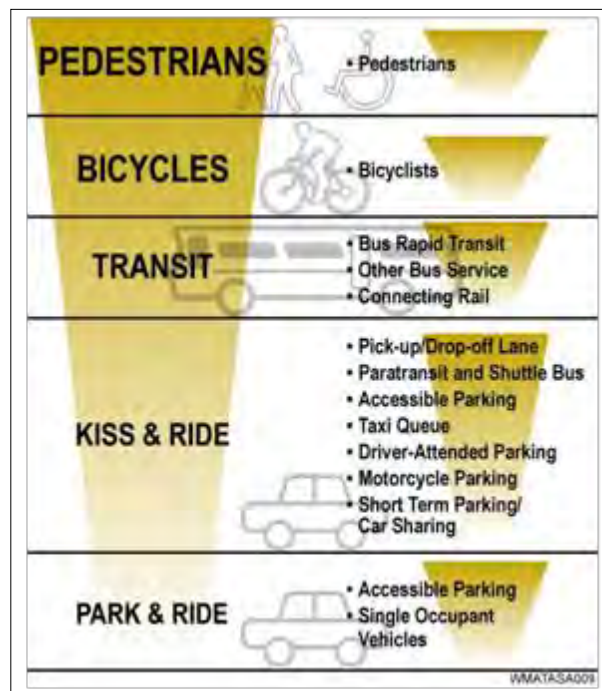 PEDESTRIANS
• Pedestrians
BICYCLES
• Bicyclists
TRANSIT
• Bus Rapid Transit
• Other Bus Service
• Connecting Rail
KISS & RIDE
• Pick-up/Drop-off Lane
• Paratransit and Shuttle Bus
• Accessible Parking
• Taxi Queue
• Driver-Attended Parking
• Motorcycle Parking
• Short Term Parking/
Car Sharing
PARK & RIDE
• Accessible Parking
• Single Occupant
Vehicles
WMATASA009